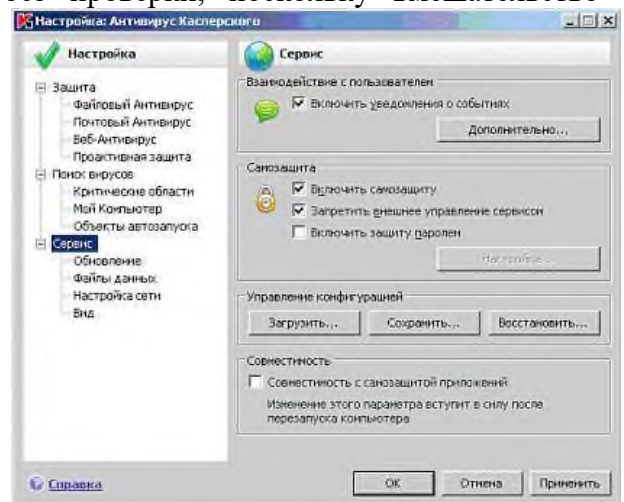 проверки, поскольку вмешательство
Настройка: Антивирус Касперского
Настройка
Защита
Файловый Антивирус
Почтовый Антивирус
Веб-Антивирус
Проактивная защита
Поиск вирусов
Критические области
Мой Компьютер
Объекты автозапуска
Сервис
Обновление
Файлы данных
Настройка сети
Вид
Справка
Сервис
Взаимодействие с пользователем
Включить уведомления о событиях
Дополнительно...
Самозащита
Включить самозащиту
Запретить внешнее управление сервисом
Включить защиту паролем
Настройка...
Управление конфигурацией
Загрузить...
Сохранить...
Восстановить...
Совместимость
Совместимость с самозащитой приложений
Изменение этого параметра вступит в силу после
перезапуска компьютера
ОК
Отмена
Применить